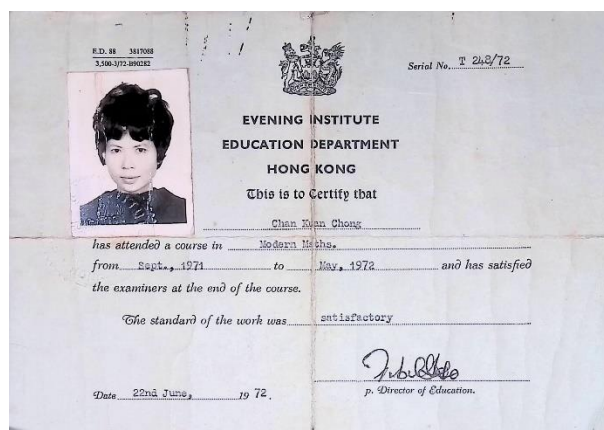 E.D. 88 3817088
3,500-3/72-B90282
Serial No. T 248/72
EVENING INSTITUTE
EDUCATION DEPARTMENT
HONG KONG
This is to Certify that
Chan Kuan Chong
has attended a course in Modern Maths.
from Sept., 1971 to May, 1972 and has satisfied
the examiners at the end of the course.
The standard of the work was satisfactory
Date 22nd June, 19 72.
p. Director of Education.